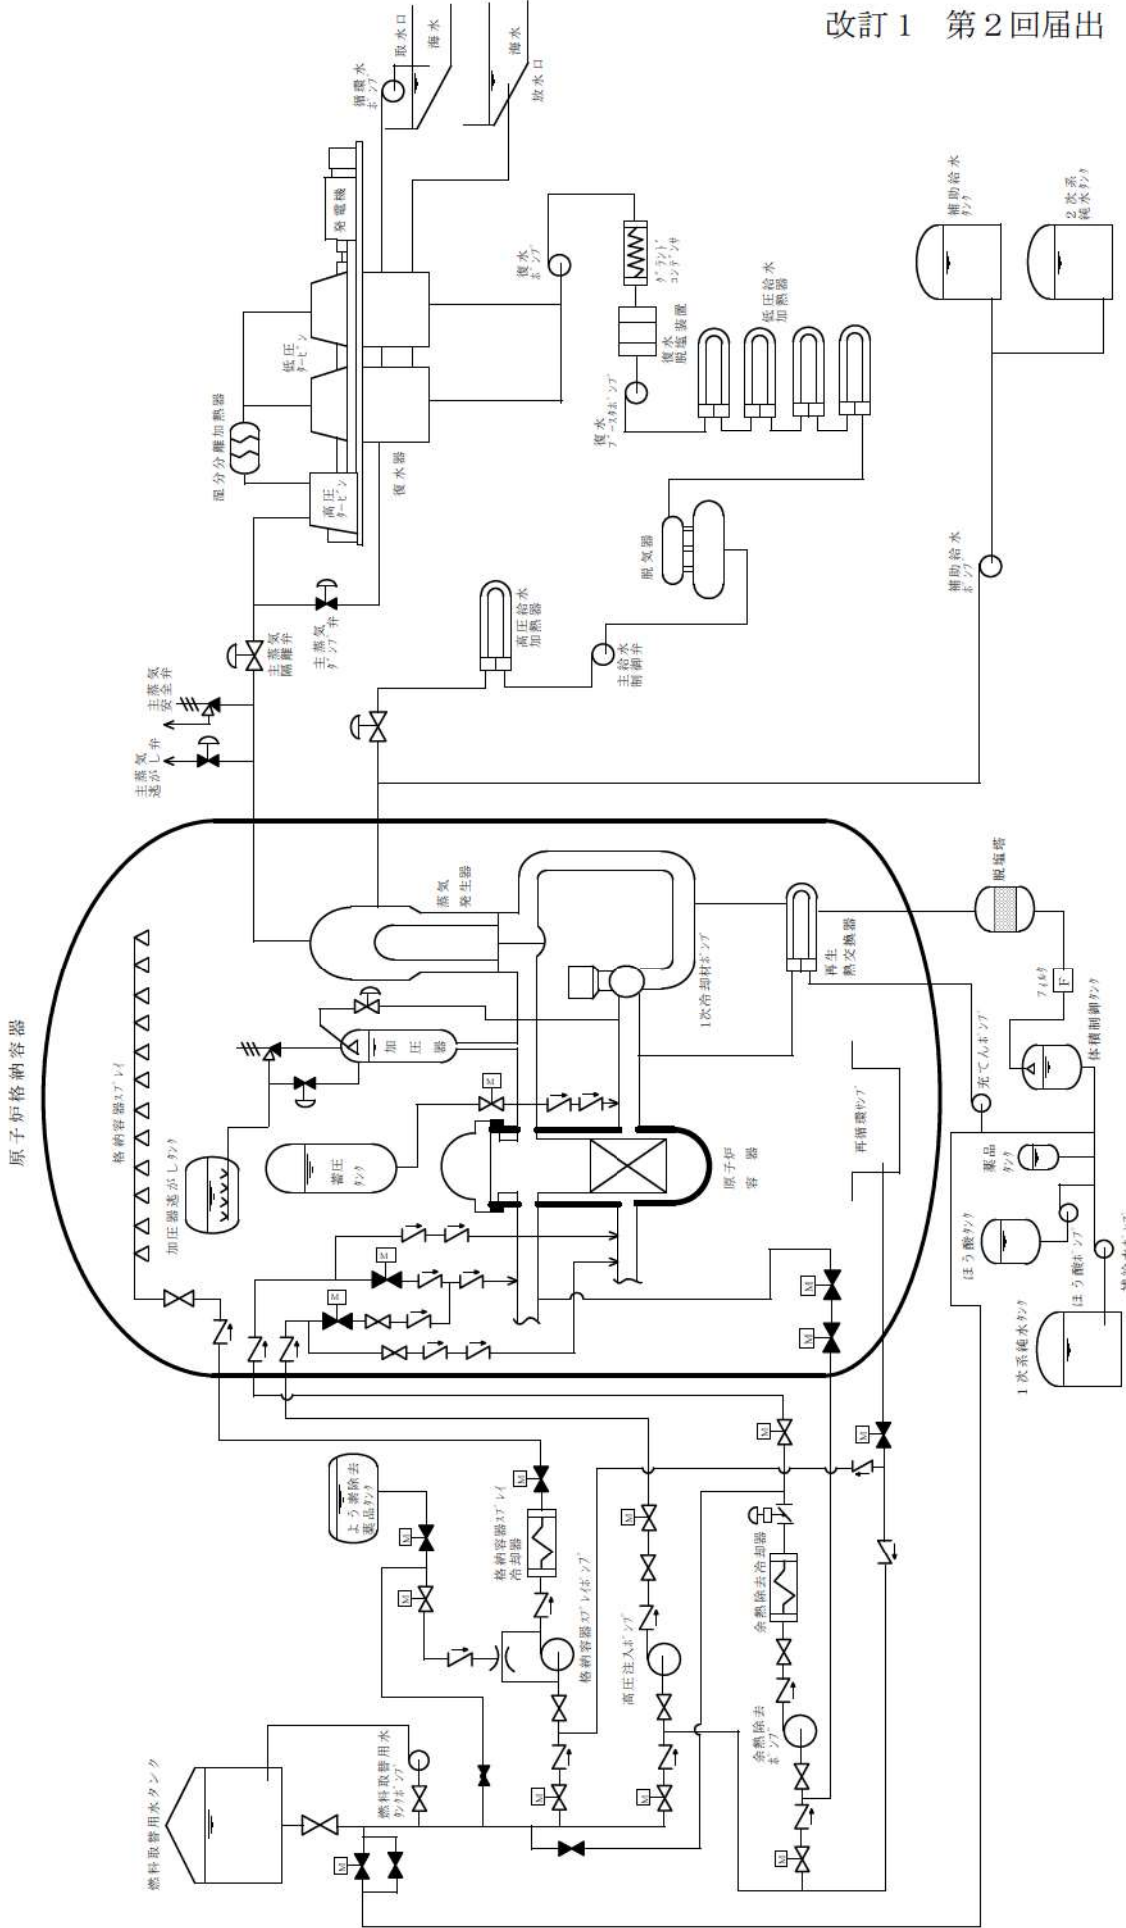 改訂1　第2回届出
循環水
ポンプ
取水口
海水
海水
放水口
発電機
低圧
タービン
湿分分離加熱器
高圧
タービン
復水器
復水
ポンプ
グランド
コンデンサ
復水
脱塩装置
低圧給水
加熱器
復水
ブースタポンプ
脱気器
補助給水
タンク
2次系
純水タンク
補助給水
ポンプ
高圧給水
加熱器
主給水
制御弁
主蒸気
ダンプ弁
主蒸気
隔離弁
主蒸気
安全弁
主蒸気
逃がし弁
原子炉格納容器
格納容器スプレイ
加圧器逃がしタンク
加圧器
蒸気
発生器
1次冷却材ポンプ
再生
熱交換器
脱塩塔
フィルタ
F
体積制御タンク
充てんポンプ
蓄圧
タンク
M
原子炉
容器
再循環サンプ
薬品
タンク
ほう酸タンク
ほう酸ポンプ
1次系純水タンク
M
M
M
M
よう素除去
薬品タンク
M
M
M
格納容器スプレイ
冷却器
格納容器スプレイポンプ
M
高圧注入ポンプ
M
M
余熱除去冷却器
余熱除去
ポンプ
燃料取替用水タンク
燃料取替用水
タンクポンプ
M
M
M
M